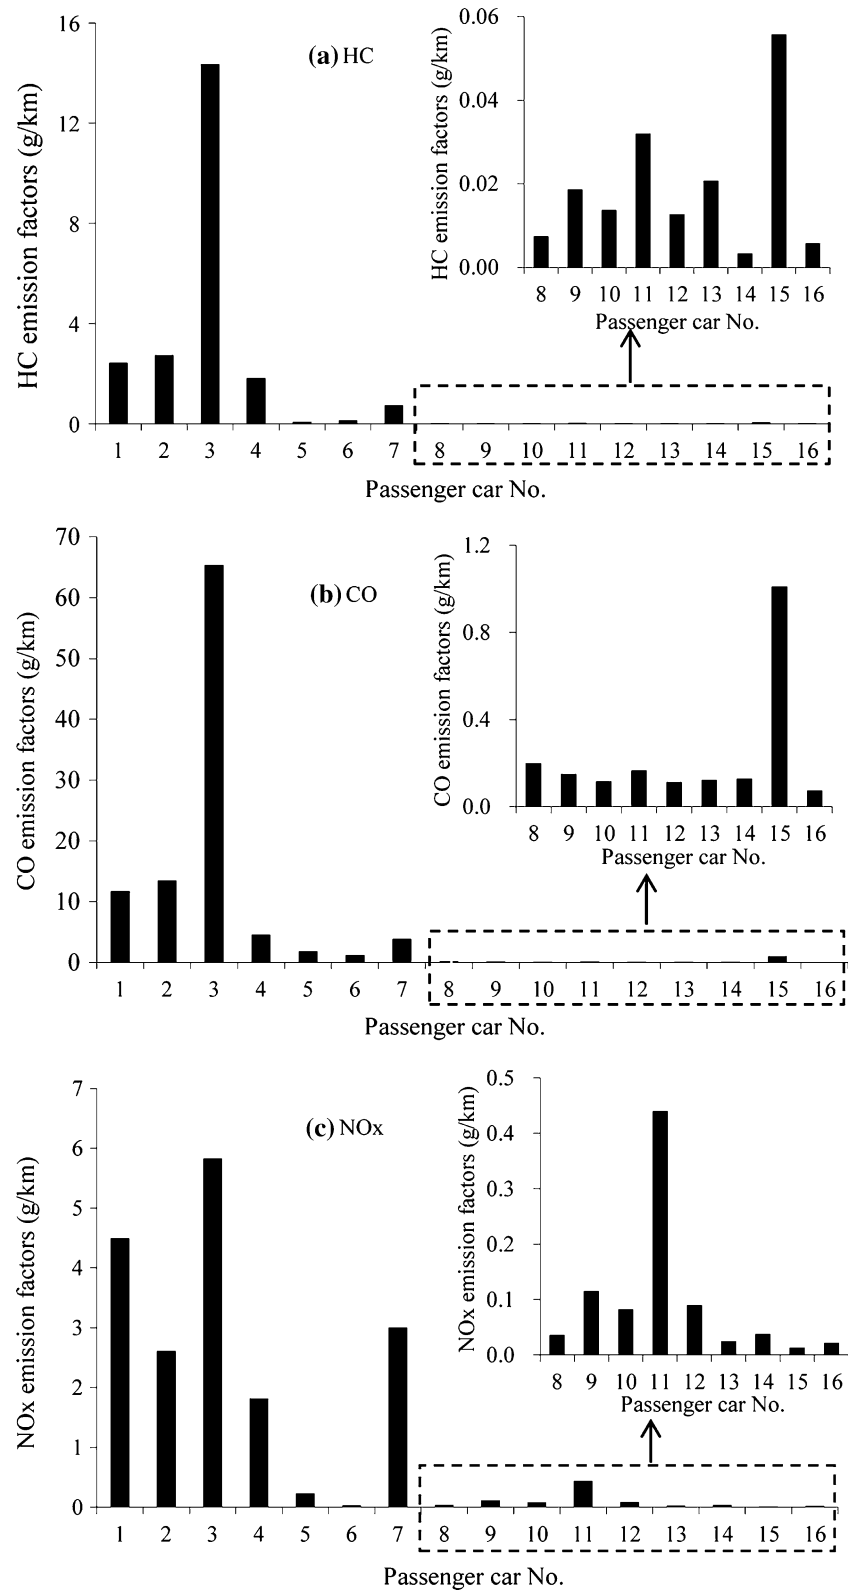 (a) HC
HC emission factors (g/km)
16
12
8
4
0
1 2 3 4 5 6 7 8 9 10 11 12 13 14 15 16
Passenger car No.
HC emission factors (g/km)
0.06
0.04
0.02
0.00
8 9 10 11 12 13 14 15 16
Passenger car No.
(b) CO
CO emission factors (g/km)
70
60
50
40
30
20
10
0
1 2 3 4 5 6 7 8 9 10 11 12 13 14 15 16
Passenger car No.
CO emission factors (g/km)
1.2
0.8
0.4
0.0
8 9 10 11 12 13 14 15 16
Passenger car No.
(c) NOx
NOx emission factors (g/km)
7
6
5
4
3
2
1
0
1 2 3 4 5 6 7 8 9 10 11 12 13 14 15 16
Passenger car No.
NOx emission factors (g/km)
0.5
0.4
0.3
0.2
0.1
0.0
8 9 10 11 12 13 14 15 16
Passenger car No.